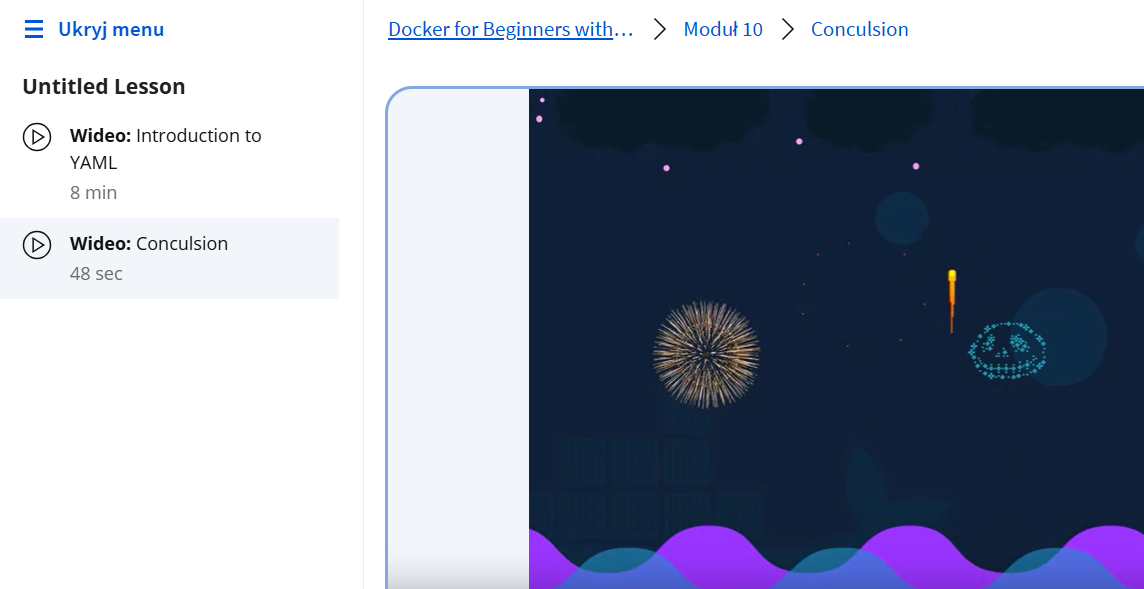 Ukryj menu
Docker for Beginners with…
Moduł 10
Conculsion
Untitled Lesson
Wideo: Introduction to
YAML
8 min
Wideo: Conculsion
48 sec